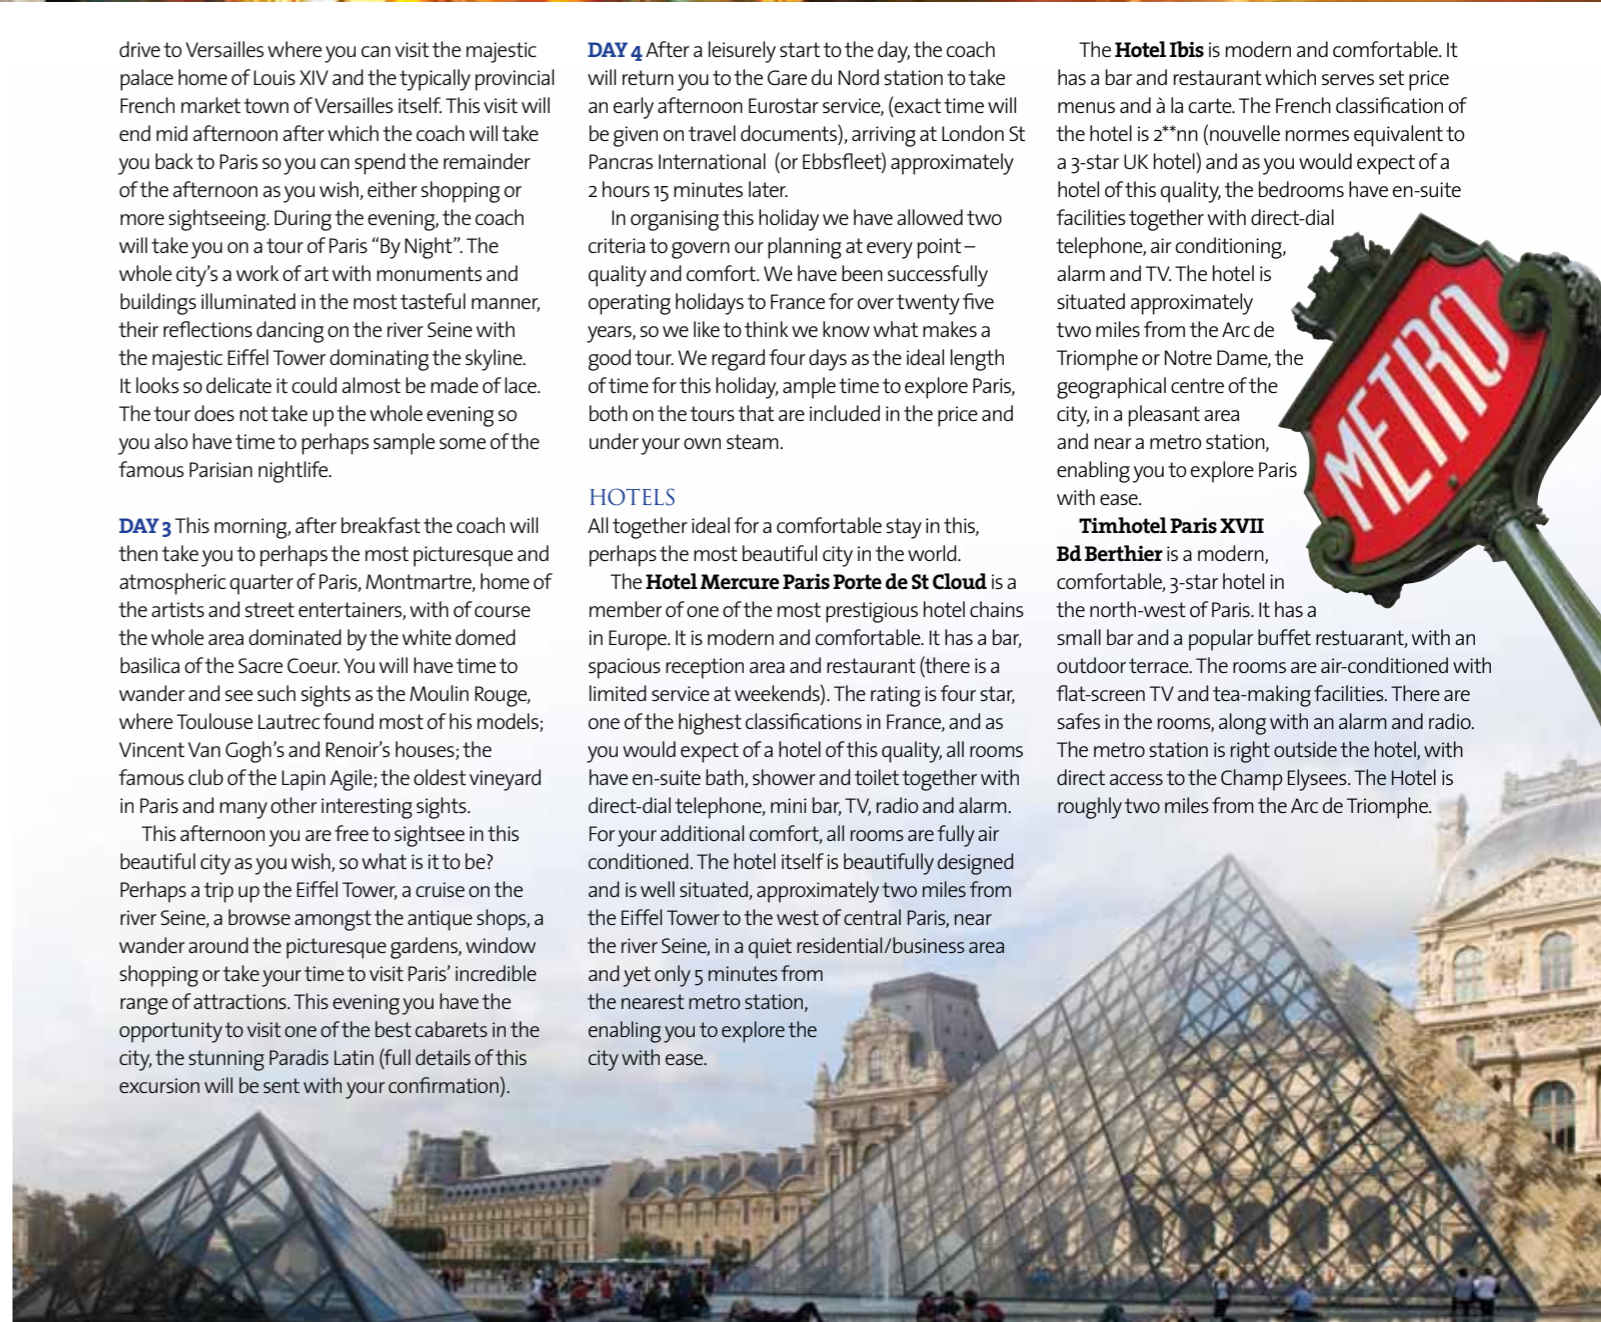 drive to Versailles where you can visit the majestic
palace home of Louis XIV and the typically provincial
French market town of Versailles itself. This visit will
end mid afternoon after which the coach will take
you back to Paris so you can spend the remainder
of the afternoon as you wish, either shopping or
more sightseeing. During the evening, the coach
will take you on a tour of Paris “By Night”. The
whole city’s a work of art with monuments and
buildings illuminated in the most tasteful manner,
their reflections dancing on the river Seine with
the majestic Eiffel Tower dominating the skyline.
It looks so delicate it could almost be made of lace.
The tour does not take up the whole evening so
you also have time to perhaps sample some of the
famous Parisian nightlife.
DAY 3 This morning, after breakfast the coach will
then take you to perhaps the most picturesque and
atmospheric quarter of Paris, Montmartre, home of
the artists and street entertainers, with of course
the whole area dominated by the white domed
basilica of the Sacre Coeur. You will have time to
wander and see such sights as the Moulin Rouge,
where Toulouse Lautrec found most of his models;
Vincent Van Gogh’s and Renoir’s houses; the
famous club of the Lapin Agile; the oldest vineyard
in Paris and many other interesting sights.
This afternoon you are free to sightsee in this
beautiful city as you wish, so what is it to be?
Perhaps a trip up the Eiffel Tower, a cruise on the
river Seine, a browse amongst the antique shops, a
wander around the picturesque gardens, window
shopping or take your time to visit Paris’ incredible
range of attractions. This evening you have the
opportunity to visit one of the best cabarets in the
city, the stunning Paradis Latin (full details of this
excursion will be sent with your confirmation).
DAY 4 After a leisurely start to the day, the coach
will return you to the Gare du Nord station to take
an early afternoon Eurostar service, (exact time will
be given on travel documents), arriving at London St
Pancras International (or Ebbsfleet) approximately
2 hours 15 minutes later.
In organising this holiday we have allowed two
criteria to govern our planning at every point –
quality and comfort. We have been successfully
operating holidays to France for over twenty five
years, so we like to think we know what makes a
good tour. We regard four days as the ideal length
of time for this holiday, ample time to explore Paris,
both on the tours that are included in the price and
under your own steam.
HOTELS
All together ideal for a comfortable stay in this,
perhaps the most beautiful city in the world.
The Hotel Mercure Paris Porte de St Cloud is a
member of one of the most prestigious hotel chains
in Europe. It is modern and comfortable. It has a bar,
spacious reception area and restaurant (there is a
limited service at weekends). The rating is four star,
one of the highest classifications in France, and as
you would expect of a hotel of this quality, all rooms
have en-suite bath, shower and toilet together with
direct-dial telephone, mini bar, TV, radio and alarm.
For your additional comfort, all rooms are fully air
conditioned. The hotel itself is beautifully designed
and is well situated, approximately two miles from
the Eiffel Tower to the west of central Paris, near
the river Seine, in a quiet residential/business area
and yet only 5 minutes from
the nearest metro station,
enabling you to explore the
city with ease.
The Hotel Ibis is modern and comfortable. It
has a bar and restaurant which serves set price
menus and à la carte. The French classification of
the hotel is 2**nn (nouvelle normes equivalent to
a 3-star UK hotel) and as you would expect of a
hotel of this quality, the bedrooms have en-suite
facilities together with direct-dial
telephone, air conditioning,
alarm and TV. The hotel is
situated approximately
two miles from the Arc de
Triomphe or Notre Dame, the
geographical centre of the
city, in a pleasant area
and near a metro station,
enabling you to explore Paris
with ease.
Timhotel Paris XVII
Bd Berthier is a modern,
comfortable, 3-star hotel in
the north-west of Paris. It has a
small bar and a popular buffet restuarant, with an
outdoor terrace. The rooms are air-conditioned with
flat-screen TV and tea-making facilities. There are
safes in the rooms, along with an alarm and radio.
The metro station is right outside the hotel, with
direct access to the Champ Elysees. The Hotel is
roughly two miles from the Arc de Triomphe.
METRO